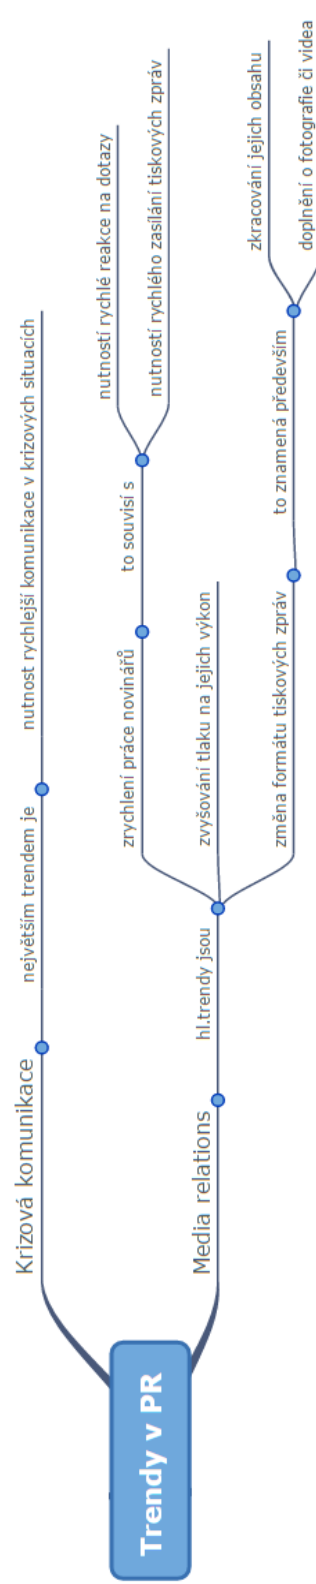 Trendy v PR
Krizová komunikace
největším trendem je
nutnost rychlejší komunikace v krizových situacích
Media relations
hl.trendy jsou
zrychlení práce novinářů
to souvisí s
nutností rychlé reakce na dotazy
nutností rychlého zasílání tiskových zpráv
zvyšování tlaku na jejich výkon
změna formátu tiskových zpráv
to znamená především
zkracování jejich obsahu
doplnění o fotografie či videa